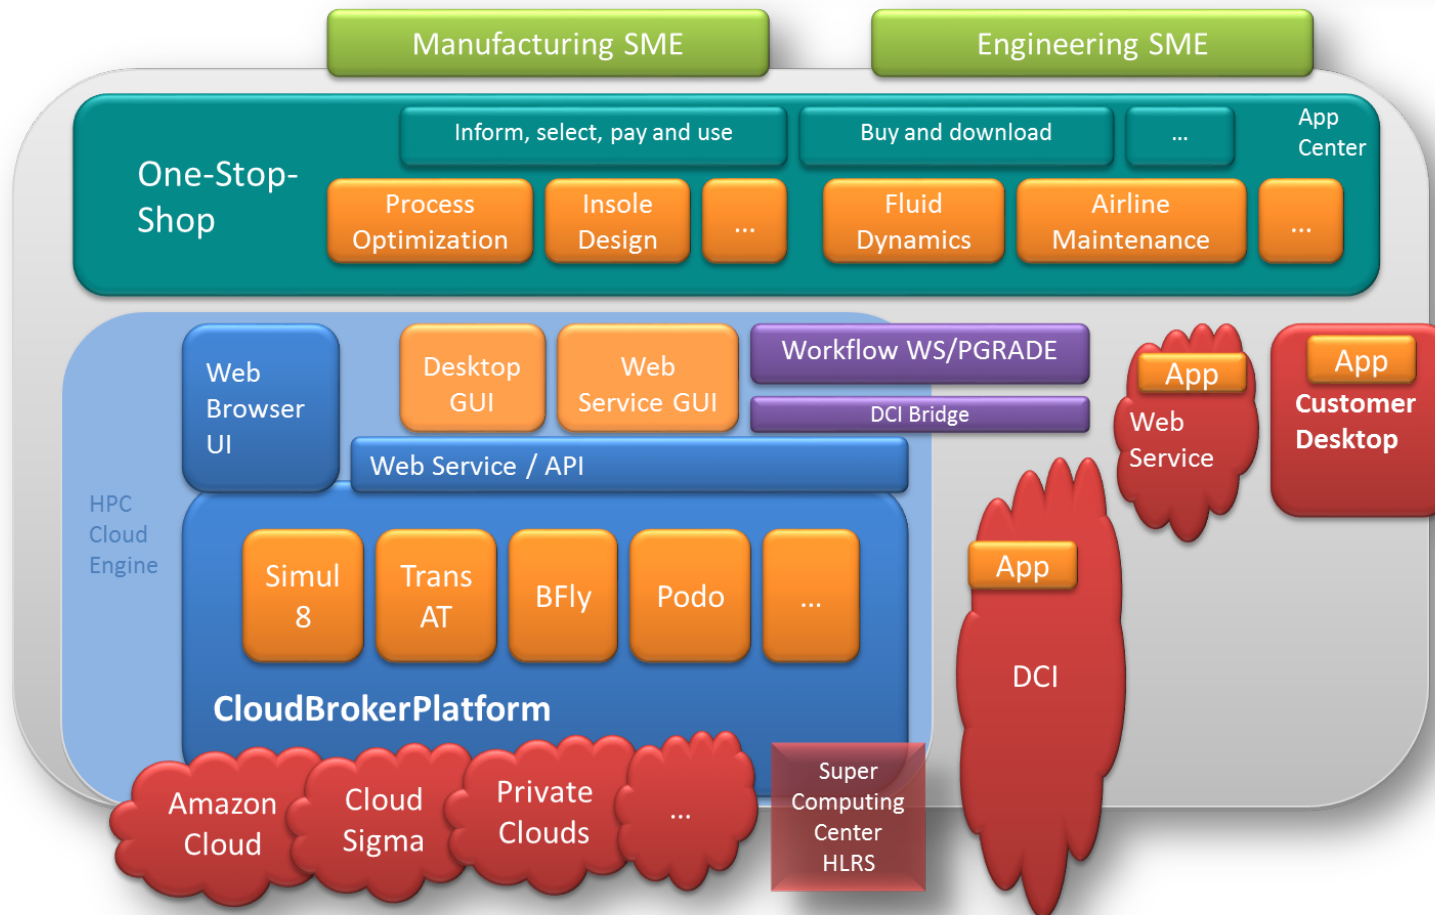 Manufacturing SME
Engineering SME
Inform, select, pay and use
Buy and download
...
App
Center
One-Stop-
Shop
Process
Optimization
Insole
Design
...
Fluid
Dynamics
Airline
Maintenance
...
Web
Browser
UI
Desktop
GUI
Web
Service GUI
Workflow WS/PGRADE
DCI Bridge
App
Web
Service
App
Customer
Desktop
Web Service / API
HPC
Cloud
Engine
Simul
8
Trans
AT
BFly
Podo
...
App
DCI
CloudBrokerPlatform
Amazon
Cloud
Cloud
Sigma
Private
Clouds
...
Super
Computing
Center
HLRS